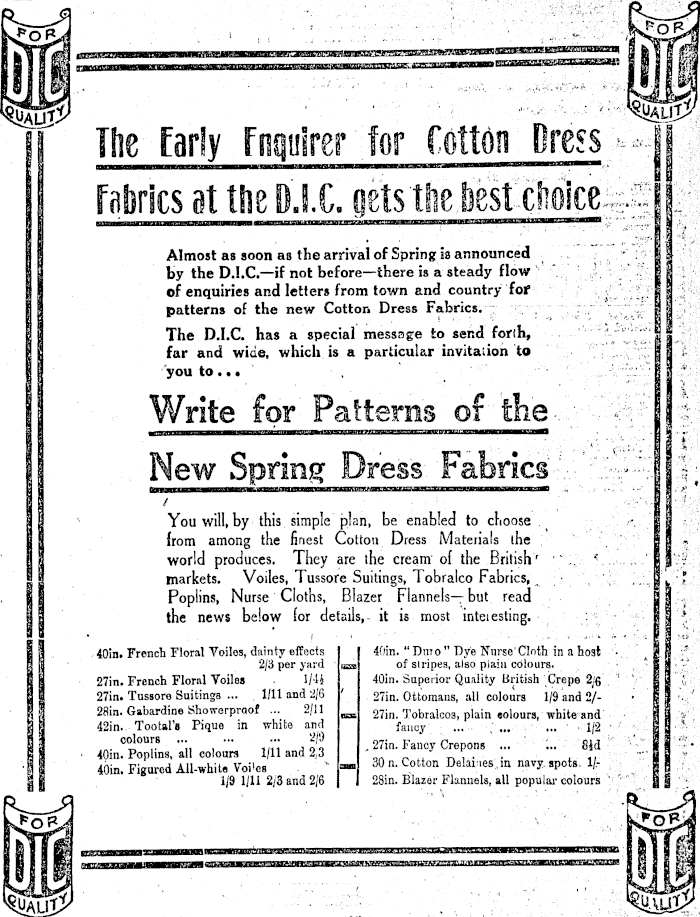 FOR
DIC
QUALITY
FOR
DIC
QUALITY
The Early Enquirer for Cotton Dress
Fabrics at the D.I.C. gets the best choice
Almost as soon as the arrival of Spring is announced
by the D.I.C.—if not before—there is a steady flow
of enquiries and letters from town and country for
patterns of the new Cotton Dress Fabrics.
The D.I.C. has a special message to send forth,
far and wide, which is a particular invitation to
you to . . .
Write for Patterns of the
New Spring Dress Fabrics
You will, by this simple plan, be enabled to choose
from among the finest Cotton Dress Materials the
world produces. They are the cream of the British
markets. Voiles, Tussore Suitings, Tobralco Fabrics,
Poplins, Nurse Cloths, Blazer Flannels—but read
the news below for details, it is most interesting.
40in. French Floral Voiles, dainty effects
2/3 per yard
27in. French Floral Voiles 1/4½
27in. Tussore Suitings ... 1/11 and 2/6
28in. Gabardine Showerproof ... 2/11
42in. Tootal's Pique in white and
colours ... ... ... 2/9
40in. Poplins, all colours 1/11 and 2.3
40in. Figured All-white Voiles
1/9 1/11 2/3 and 2/6
40in. "Duro" Dye Nurse Cloth in a host
of stripes, also plain colours.
40in. Superior Quality British Crepe 2/6
27in. Ottomans, all colours 1/9 and 2/-
27in. Tobralcos, plain colours, white and
fancy ... ... ... 1/2
27in. Fancy Crepons ... ... 8½d
30 n. Cotton Delaines in navy spots 1/-
28in. Blazer Flannels, all popular colours
FOR
DIC
QUALITY
FOR
DIC
QUALITY